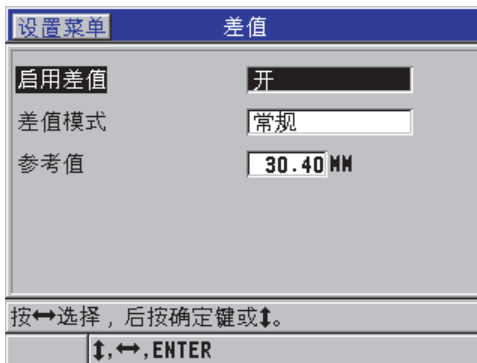 设置菜单 差值
启用差值 开
差值模式 常规
参考值 30.40 MM
按↔选择，后按确定键或↕。
↕,↔,ENTER